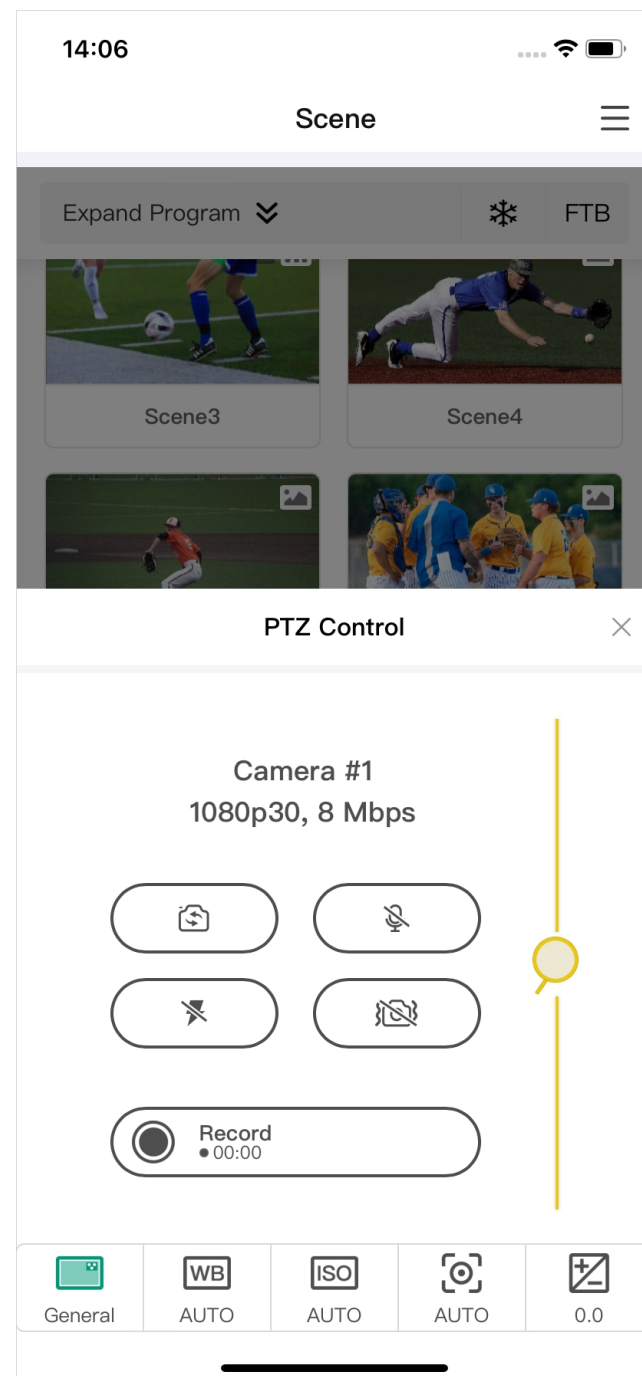 14:06
Scene
Expand Program
FTB
Scene3
Scene4
PTZ Control
Camera #1
1080p30, 8 Mbps
Record
00:00
WB
ISO
General
AUTO
AUTO
AUTO
0.0